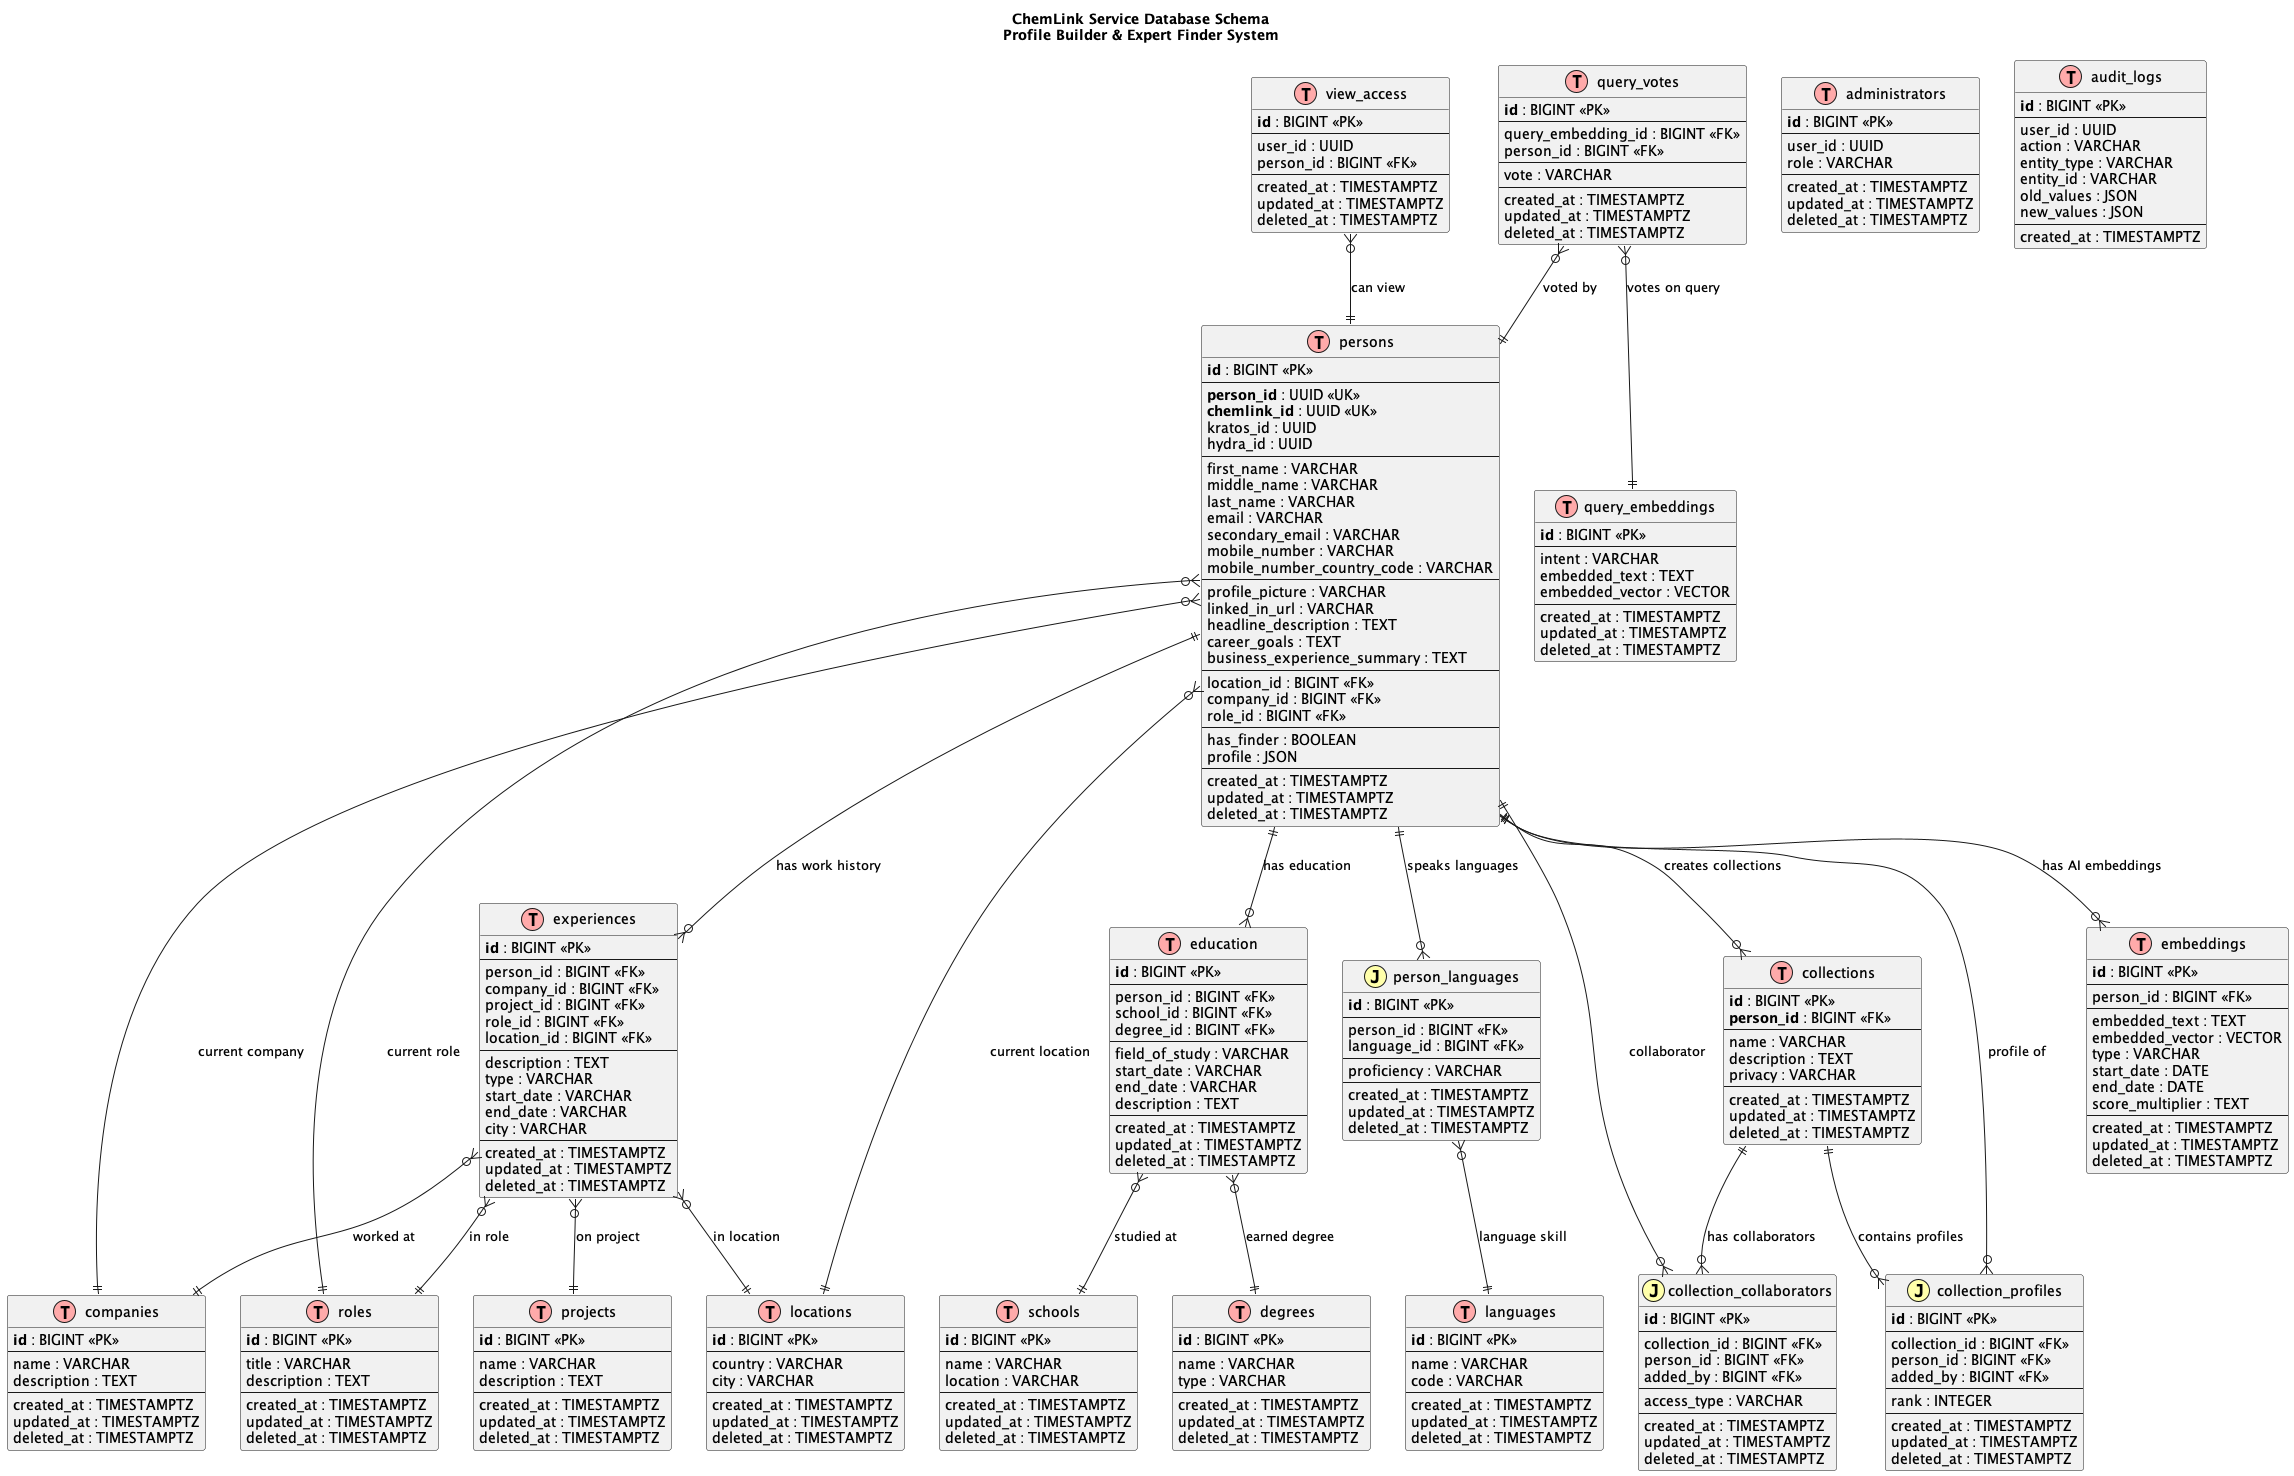 ChemLink Service Database Schema
Profile Builder & Expert Finder System
T view_access
id : BIGINT «PK»
user_id : UUID
person_id : BIGINT «FK»
created_at : TIMESTAMPTZ
updated_at : TIMESTAMPTZ
deleted_at : TIMESTAMPTZ
T query_votes
id : BIGINT «PK»
query_embedding_id : BIGINT «FK»
person_id : BIGINT «FK»
vote : VARCHAR
created_at : TIMESTAMPTZ
updated_at : TIMESTAMPTZ
deleted_at : TIMESTAMPTZ
T administrators
id : BIGINT «PK»
user_id : UUID
role : VARCHAR
created_at : TIMESTAMPTZ
updated_at : TIMESTAMPTZ
deleted_at : TIMESTAMPTZ
T audit_logs
id : BIGINT «PK»
user_id : UUID
action : VARCHAR
entity_type : VARCHAR
entity_id : VARCHAR
old_values : JSON
new_values : JSON
created_at : TIMESTAMPTZ
can view
voted by
votes on query
T persons
id : BIGINT «PK»
person_id : UUID «UK»
chemlink_id : UUID «UK»
kratos_id : UUID
hydra_id : UUID
first_name : VARCHAR
middle_name : VARCHAR
last_name : VARCHAR
email : VARCHAR
secondary_email : VARCHAR
mobile_number : VARCHAR
mobile_number_country_code : VARCHAR
profile_picture : VARCHAR
linked_in_url : VARCHAR
headline_description : TEXT
career_goals : TEXT
business_experience_summary : TEXT
location_id : BIGINT «FK»
company_id : BIGINT «FK»
role_id : BIGINT «FK»
has_finder : BOOLEAN
profile : JSON
created_at : TIMESTAMPTZ
updated_at : TIMESTAMPTZ
deleted_at : TIMESTAMPTZ
T query_embeddings
id : BIGINT «PK»
intent : VARCHAR
embedded_text : TEXT
embedded_vector : VECTOR
created_at : TIMESTAMPTZ
updated_at : TIMESTAMPTZ
deleted_at : TIMESTAMPTZ
has work history
has education
speaks languages
creates collections
has AI embeddings
T experiences
id : BIGINT «PK»
person_id : BIGINT «FK»
company_id : BIGINT «FK»
project_id : BIGINT «FK»
role_id : BIGINT «FK»
location_id : BIGINT «FK»
description : TEXT
type : VARCHAR
start_date : VARCHAR
end_date : VARCHAR
city : VARCHAR
created_at : TIMESTAMPTZ
updated_at : TIMESTAMPTZ
deleted_at : TIMESTAMPTZ
T education
id : BIGINT «PK»
person_id : BIGINT «FK»
school_id : BIGINT «FK»
degree_id : BIGINT «FK»
field_of_study : VARCHAR
start_date : VARCHAR
end_date : VARCHAR
description : TEXT
created_at : TIMESTAMPTZ
updated_at : TIMESTAMPTZ
deleted_at : TIMESTAMPTZ
J person_languages
id : BIGINT «PK»
person_id : BIGINT «FK»
language_id : BIGINT «FK»
proficiency : VARCHAR
created_at : TIMESTAMPTZ
updated_at : TIMESTAMPTZ
deleted_at : TIMESTAMPTZ
T collections
id : BIGINT «PK»
person_id : BIGINT «FK»
name : VARCHAR
description : TEXT
privacy : VARCHAR
created_at : TIMESTAMPTZ
updated_at : TIMESTAMPTZ
deleted_at : TIMESTAMPTZ
T embeddings
id : BIGINT «PK»
person_id : BIGINT «FK»
embedded_text : TEXT
embedded_vector : VECTOR
type : VARCHAR
start_date : DATE
end_date : DATE
score_multiplier : TEXT
created_at : TIMESTAMPTZ
updated_at : TIMESTAMPTZ
deleted_at : TIMESTAMPTZ
current company
current role
current location
collaborator
profile of
worked at
in role
on project
in location
studied at
earned degree
language skill
has collaborators
contains profiles
T companies
id : BIGINT «PK»
name : VARCHAR
description : TEXT
created_at : TIMESTAMPTZ
updated_at : TIMESTAMPTZ
deleted_at : TIMESTAMPTZ
T roles
id : BIGINT «PK»
title : VARCHAR
description : TEXT
created_at : TIMESTAMPTZ
updated_at : TIMESTAMPTZ
deleted_at : TIMESTAMPTZ
T projects
id : BIGINT «PK»
name : VARCHAR
description : TEXT
created_at : TIMESTAMPTZ
updated_at : TIMESTAMPTZ
deleted_at : TIMESTAMPTZ
T locations
id : BIGINT «PK»
country : VARCHAR
city : VARCHAR
created_at : TIMESTAMPTZ
updated_at : TIMESTAMPTZ
deleted_at : TIMESTAMPTZ
T schools
id : BIGINT «PK»
name : VARCHAR
location : VARCHAR
created_at : TIMESTAMPTZ
updated_at : TIMESTAMPTZ
deleted_at : TIMESTAMPTZ
T degrees
id : BIGINT «PK»
name : VARCHAR
type : VARCHAR
created_at : TIMESTAMPTZ
updated_at : TIMESTAMPTZ
deleted_at : TIMESTAMPTZ
T languages
id : BIGINT «PK»
name : VARCHAR
code : VARCHAR
created_at : TIMESTAMPTZ
updated_at : TIMESTAMPTZ
deleted_at : TIMESTAMPTZ
J collection_collaborators
id : BIGINT «PK»
collection_id : BIGINT «FK»
person_id : BIGINT «FK»
added_by : BIGINT «FK»
access_type : VARCHAR
created_at : TIMESTAMPTZ
updated_at : TIMESTAMPTZ
deleted_at : TIMESTAMPTZ
J collection_profiles
id : BIGINT «PK»
collection_id : BIGINT «FK»
person_id : BIGINT «FK»
added_by : BIGINT «FK»
rank : INTEGER
created_at : TIMESTAMPTZ
updated_at : TIMESTAMPTZ
deleted_at : TIMESTAMPTZ